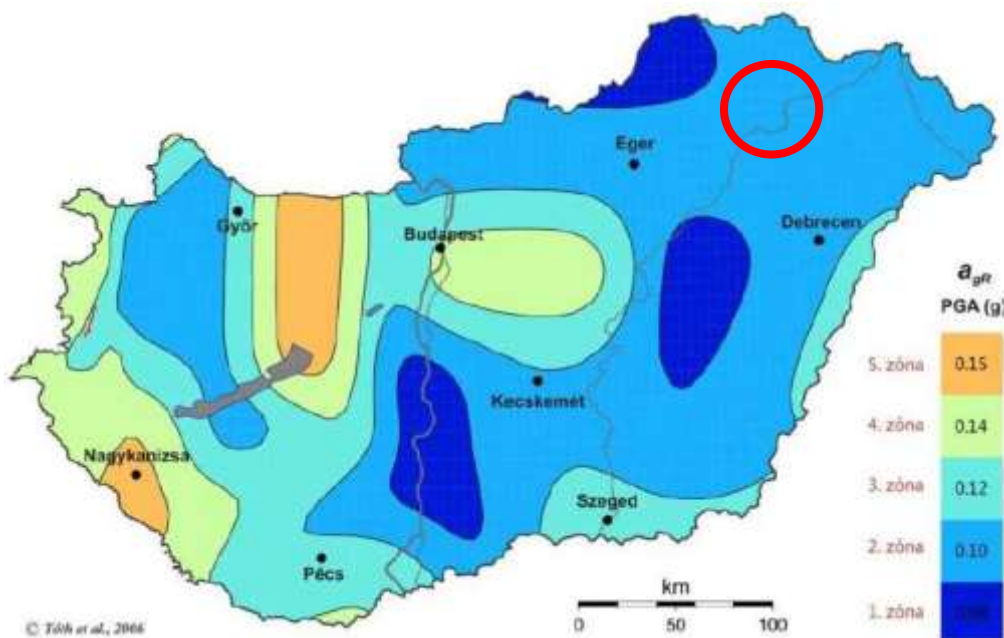 Eger
Győr
Budapest
Debrecen
a_gR
PGA (g)
5. zóna 0.15
Kecskemét
4. zóna 0.14
Nagykanizsa
3. zóna 0.12
Szeged
2. zóna 0.10
Pécs
km
1. zóna
0 50 100
© Tóth et al., 2006